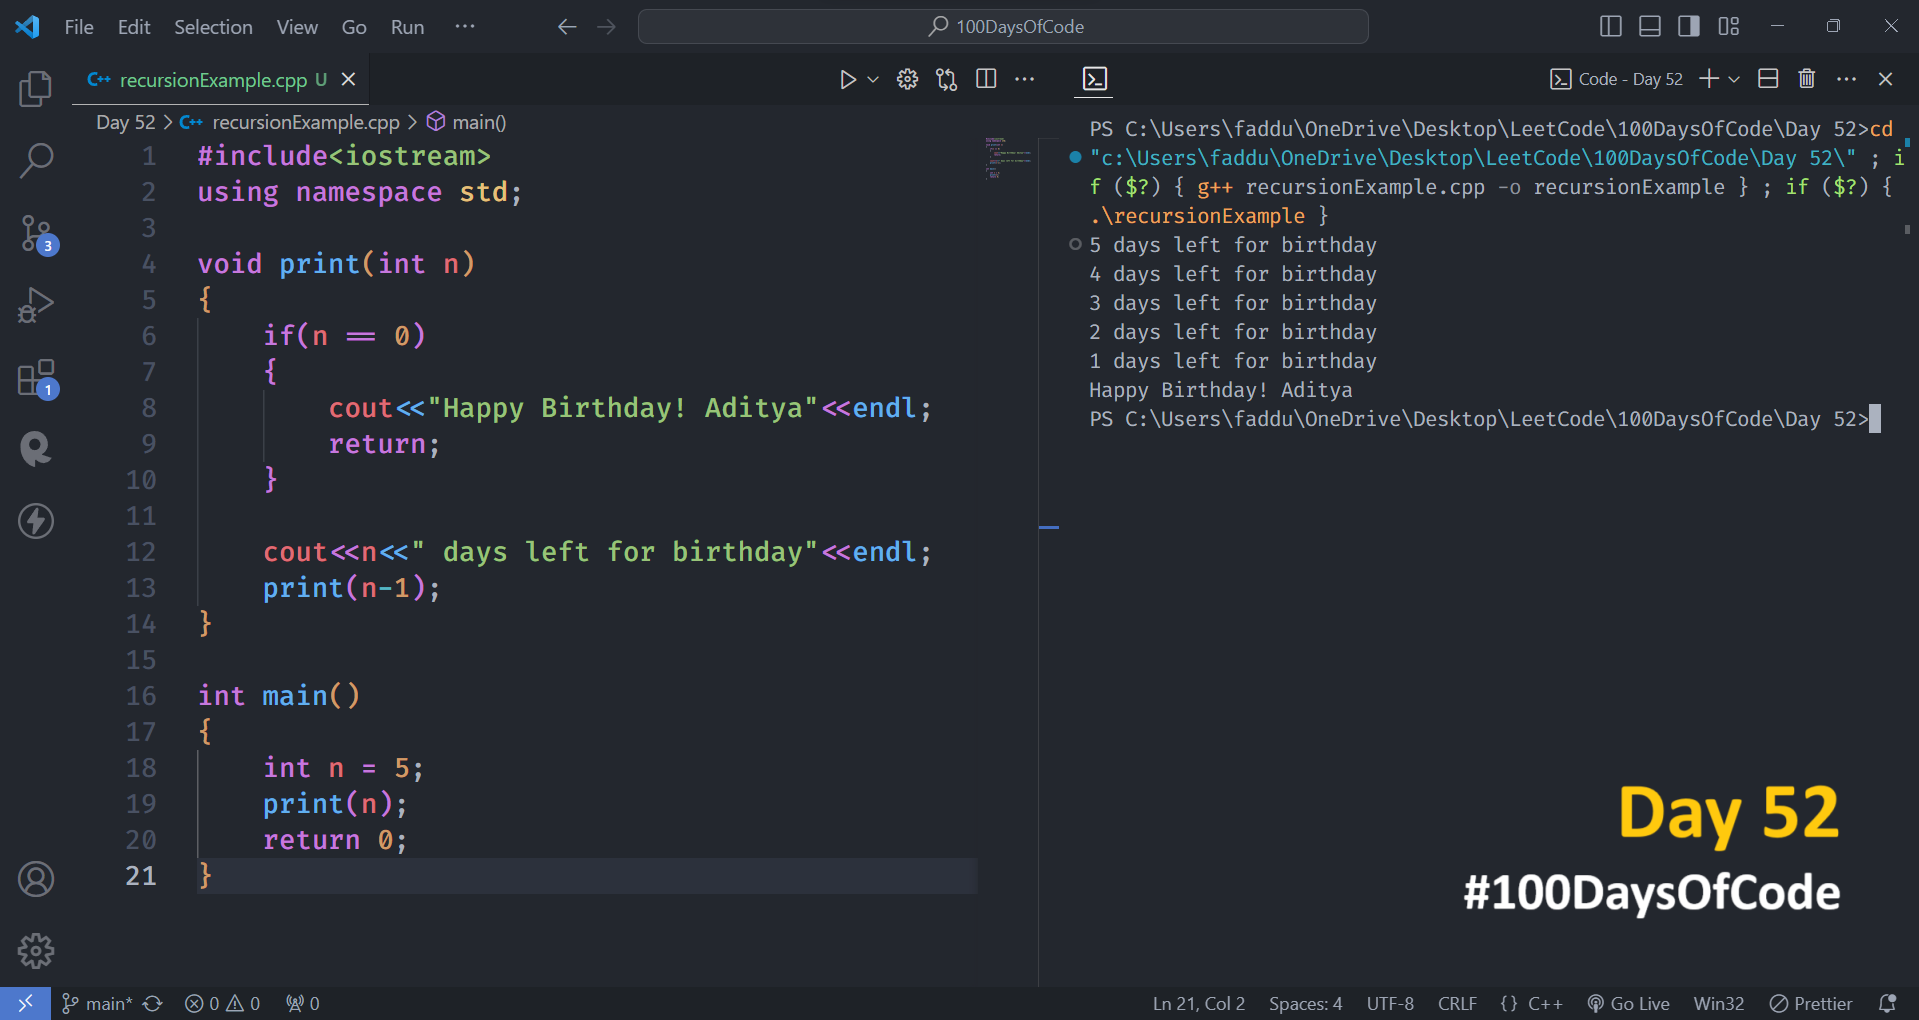 File Edit Selection View Go Run ··· 100DaysOfCode
C++ recursionExample.cpp U
Code - Day 52
Day 52 > C++ recursionExample.cpp > main()
1 #include<iostream>
2 using namespace std;
3
4 void print(int n)
5 {
6 if(n == 0)
7 {
8 cout<<"Happy Birthday! Aditya"<<endl;
9 return;
10 }
11
12 cout<<n<<" days left for birthday"<<endl;
13 print(n-1);
14 }
15
16 int main()
17 {
18 int n = 5;
19 print(n);
20 return 0;
21 }
PS C:\Users\faddu\OneDrive\Desktop\LeetCode\100DaysOfCode\Day 52>cd
"c:\Users\faddu\OneDrive\Desktop\LeetCode\100DaysOfCode\Day 52\" ; i
f ($?) { g++ recursionExample.cpp -o recursionExample } ; if ($?) {
.\recursionExample }
5 days left for birthday
4 days left for birthday
3 days left for birthday
2 days left for birthday
1 days left for birthday
Happy Birthday! Aditya
PS C:\Users\faddu\OneDrive\Desktop\LeetCode\100DaysOfCode\Day 52>
3
1
Day 52
#100DaysOfCode
main* 0 0 0 Ln 21, Col 2 Spaces: 4 UTF-8 CRLF {} C++ Go Live Win32 Prettier